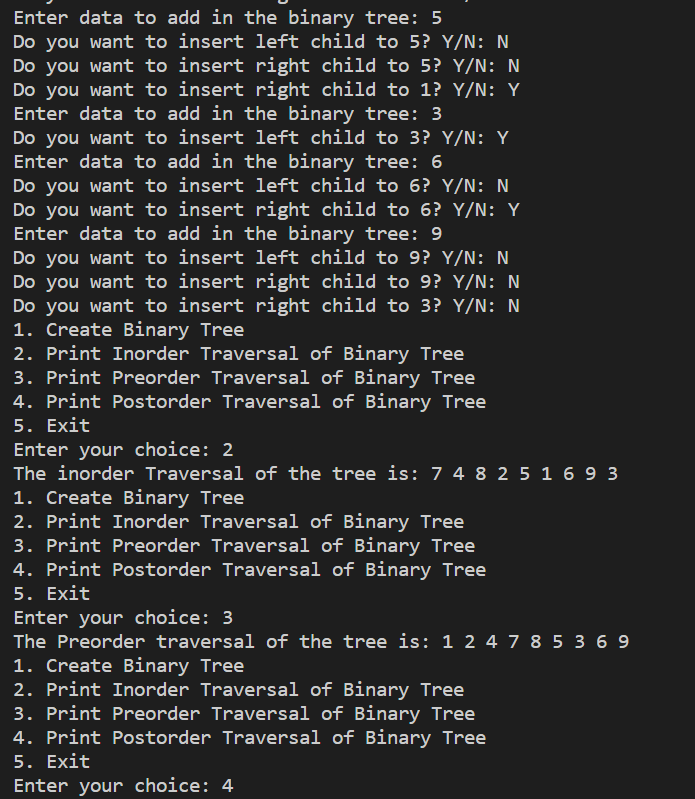 Enter data to add in the binary tree: 5
Do you want to insert left child to 5? Y/N: N
Do you want to insert right child to 5? Y/N: N
Do you want to insert right child to 1? Y/N: Y
Enter data to add in the binary tree: 3
Do you want to insert left child to 3? Y/N: Y
Enter data to add in the binary tree: 6
Do you want to insert left child to 6? Y/N: N
Do you want to insert right child to 6? Y/N: Y
Enter data to add in the binary tree: 9
Do you want to insert left child to 9? Y/N: N
Do you want to insert right child to 9? Y/N: N
Do you want to insert right child to 3? Y/N: N
1. Create Binary Tree
2. Print Inorder Traversal of Binary Tree
3. Print Preorder Traversal of Binary Tree
4. Print Postorder Traversal of Binary Tree
5. Exit
Enter your choice: 2
The inorder Traversal of the tree is: 7 4 8 2 5 1 6 9 3
1. Create Binary Tree
2. Print Inorder Traversal of Binary Tree
3. Print Preorder Traversal of Binary Tree
4. Print Postorder Traversal of Binary Tree
5. Exit
Enter your choice: 3
The Preorder traversal of the tree is: 1 2 4 7 8 5 3 6 9
1. Create Binary Tree
2. Print Inorder Traversal of Binary Tree
3. Print Preorder Traversal of Binary Tree
4. Print Postorder Traversal of Binary Tree
5. Exit
Enter your choice: 4